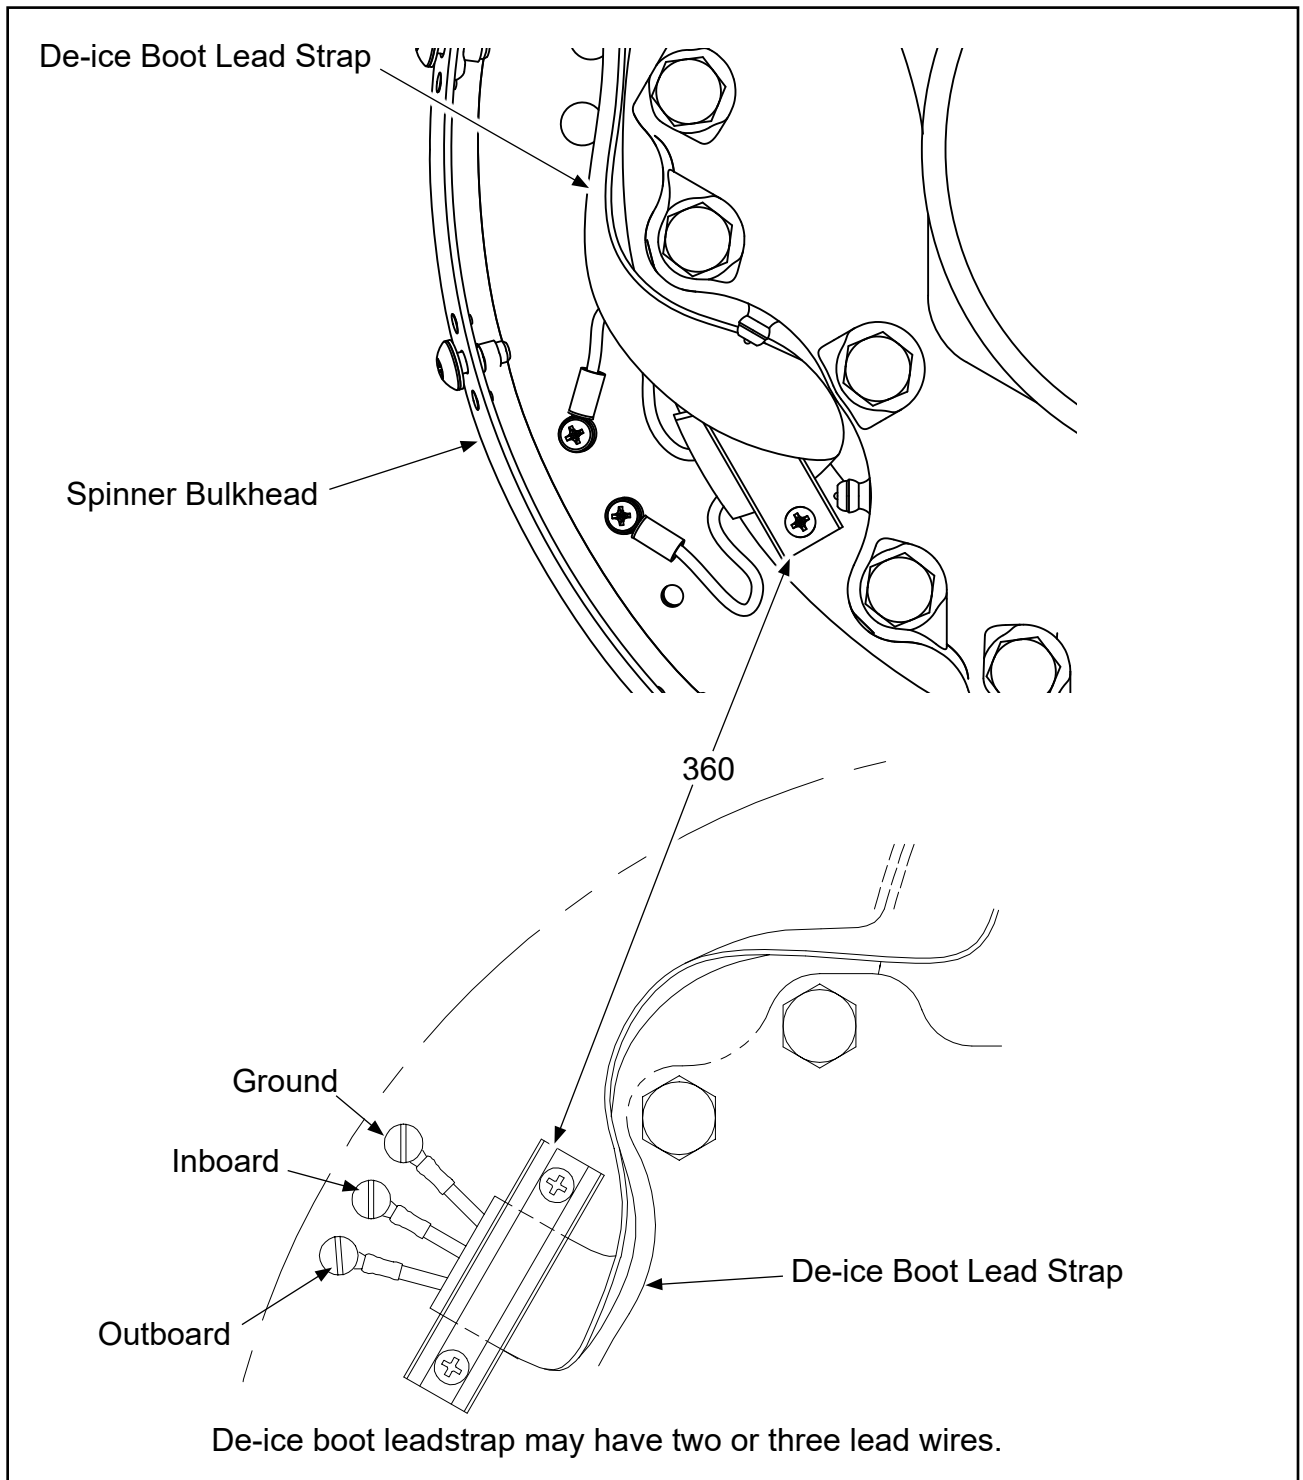 De-ice Boot Lead Strap
Spinner Bulkhead
360
Ground
Inboard
De-ice Boot Lead Strap
Outboard
De-ice boot leadstrap may have two or three lead wires.